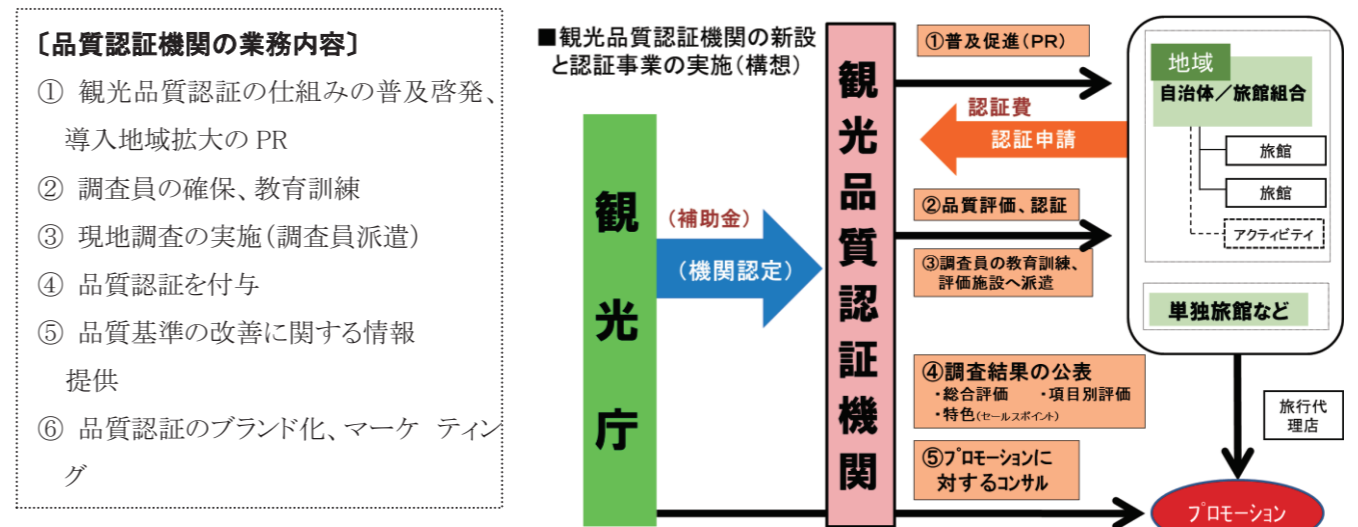 〔品質認証機関の業務内容〕
① 観光品質認証の仕組みの普及啓発、
導入地域拡大の PR
② 調査員の確保、教育訓練
③ 現地調査の実施(調査員派遣)
④ 品質認証を付与
⑤ 品質基準の改善に関する情報
提供
⑥ 品質認証のブランド化、マーケ ティン
グ
■観光品質認証機関の新設
と認証事業の実施(構想)
観光庁
(補助金)
(機関認定)
観光品質認証機関
①普及促進(PR)
認証費
認証申請
②品質評価、認証
③調査員の教育訓練、
評価施設へ派遣
④調査結果の公表
・総合評価 ・項目別評価
・特色(セールスポイント)
⑤プロモーションに
対するコンサル
地域
自治体/旅館組合
旅館
旅館
アクティビティ
単独旅館など
旅行代
理店
プロモーション